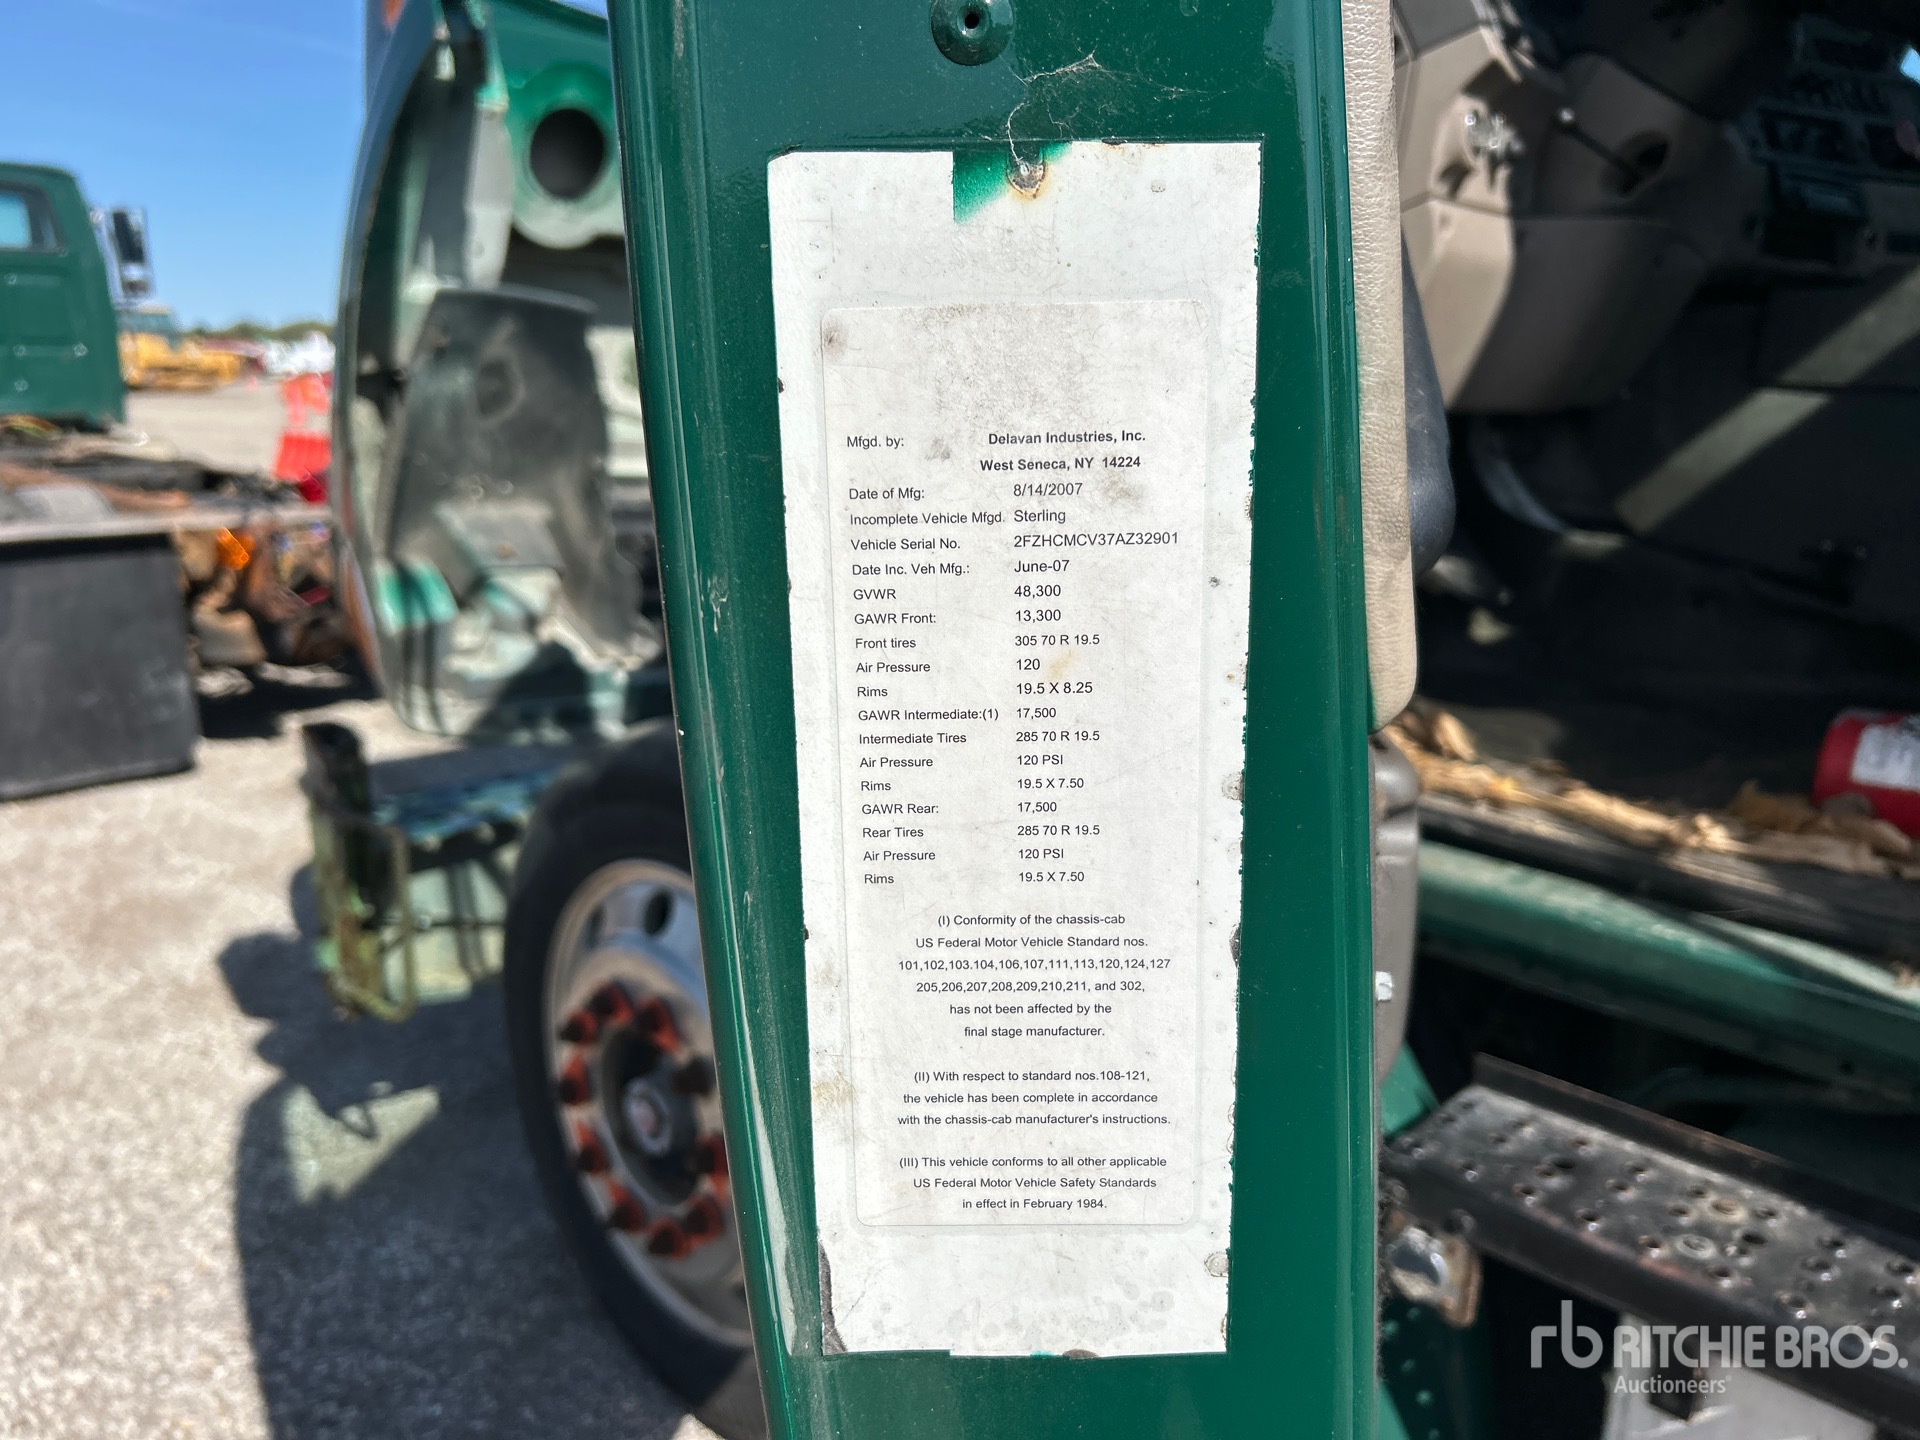 Mfgd. by: Delavan Industries, Inc.
West Seneca, NY 14224
Date of Mfg: 8/14/2007
Incomplete Vehicle Mfgd. Sterling
Vehicle Serial No. 2FZHCMCV37AZ32901
Date Inc. Veh Mfg.: June-07
GVWR 48,300
GAWR Front: 13,300
Front tires 305 70 R 19.5
Air Pressure 120
Rims 19.5 X 8.25
GAWR Intermediate:(1) 17,500
Intermediate Tires 285 70 R 19.5
Air Pressure 120 PSI
Rims 19.5 X 7.50
GAWR Rear: 17,500
Rear Tires 285 70 R 19.5
Air Pressure 120 PSI
Rims 19.5 X 7.50
(I) Conformity of the chassis-cab
US Federal Motor Vehicle Standard nos.
101,102,103.104,106,107,111,113,120,124,127
205,206,207,208,209,210,211, and 302,
has not been affected by the
final stage manufacturer.
(II) With respect to standard nos.108-121,
the vehicle has been complete in accordance
with the chassis-cab manufacturer's instructions.
(III) This vehicle conforms to all other applicable
US Federal Motor Vehicle Safety Standards
in effect in February 1984.
rb RITCHIE BROS.
Auctioneers